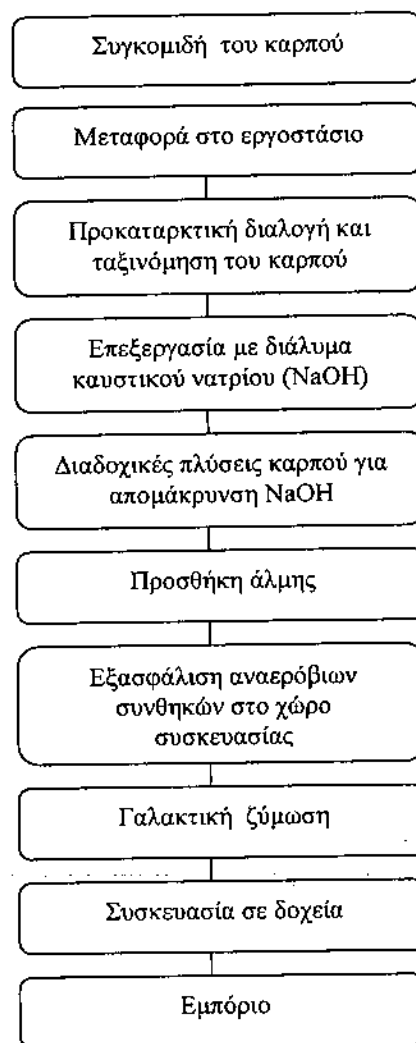 Συγκομιδή του καρπού
Μεταφορά στο εργοστάσιο
Προκαταρκτική διαλογή και
ταξινόμηση του καρπού
Επεξεργασία με διάλυμα
καυστικού νατρίου (NaOH)
Διαδοχικές πλύσεις καρπού για
απομάκρυνση NaOH
Προσθήκη άλμης
Εξασφάλιση αναερόβιων
συνθηκών στο χώρο
συσκευασίας
Γαλακτική ζύμωση
Συσκευασία σε δοχεία
Εμπόριο